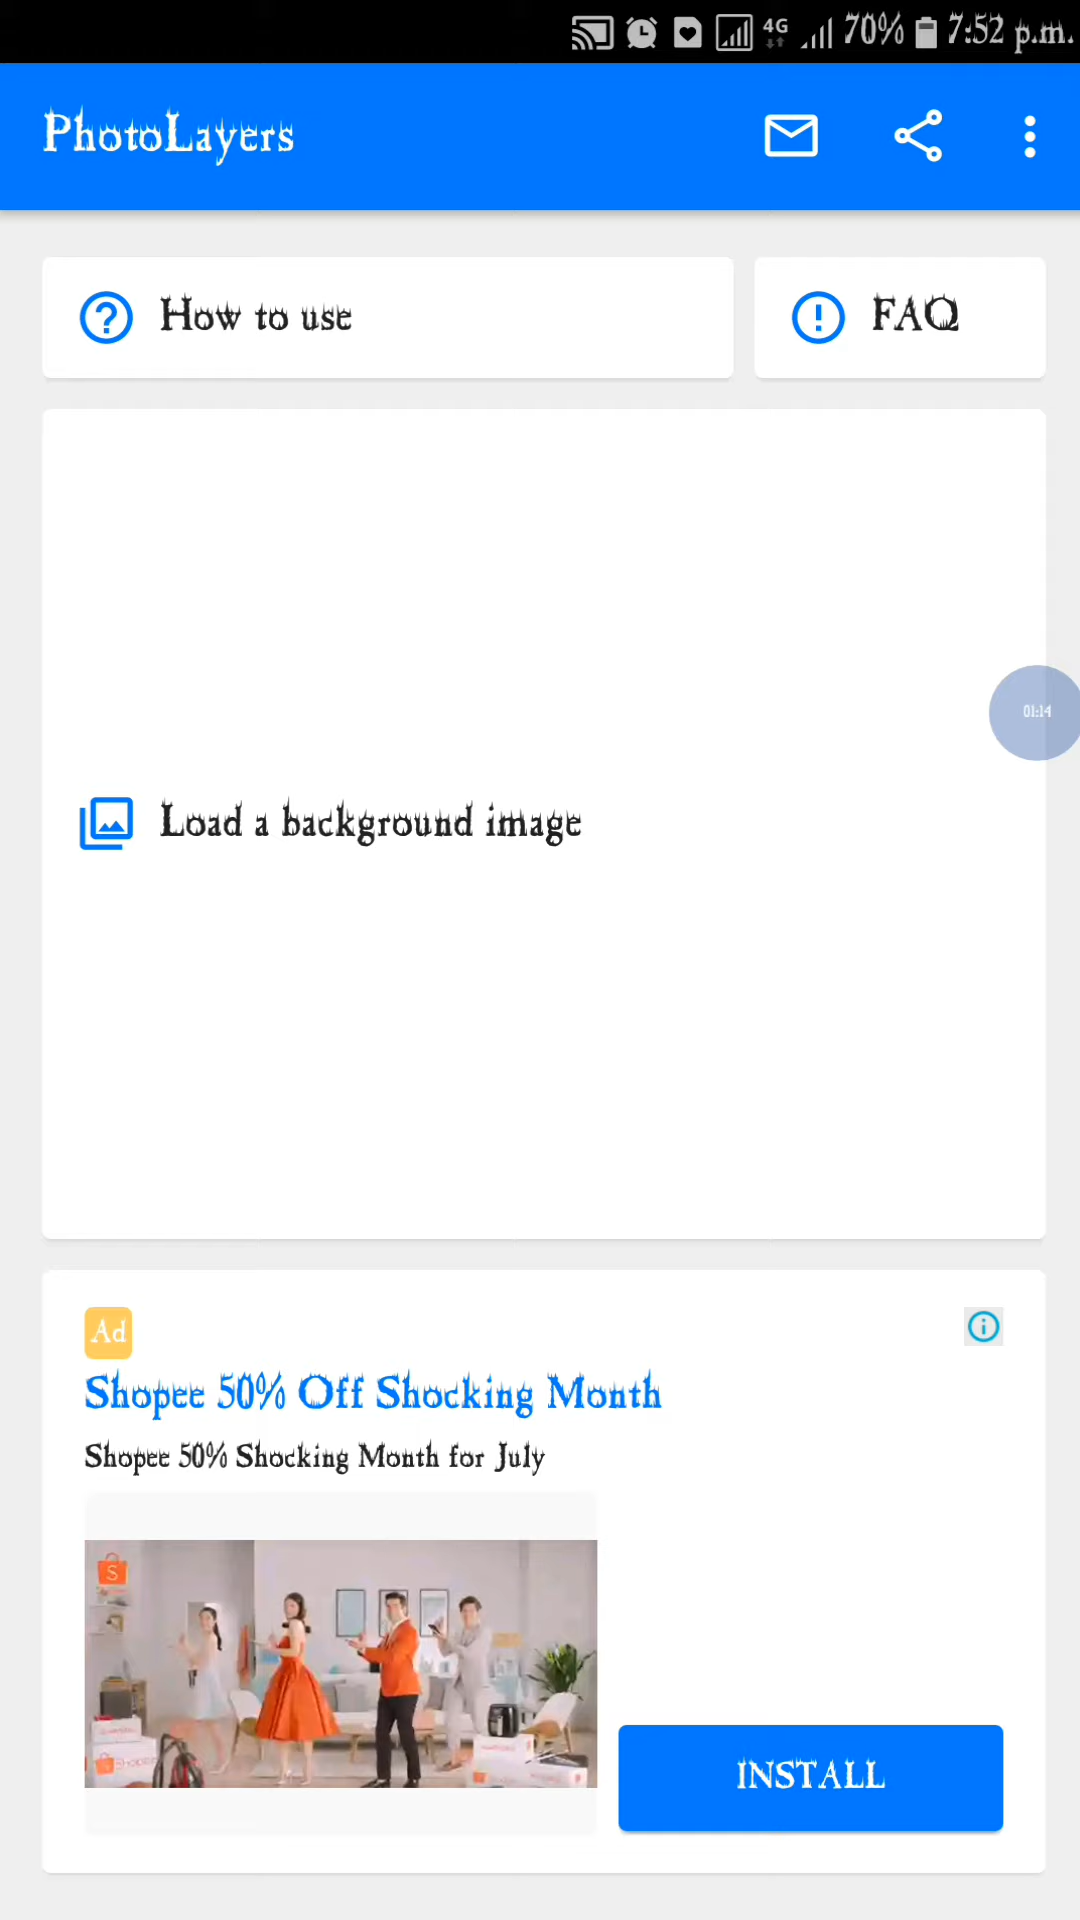 4G 70% 7:52 p.m.
PhotoLayers
How to use
FAQ
01:14
Load a background image
Ad
Shopee 50% Off Shocking Month
Shopee 50% Shocking Month for July
S
INSTALL